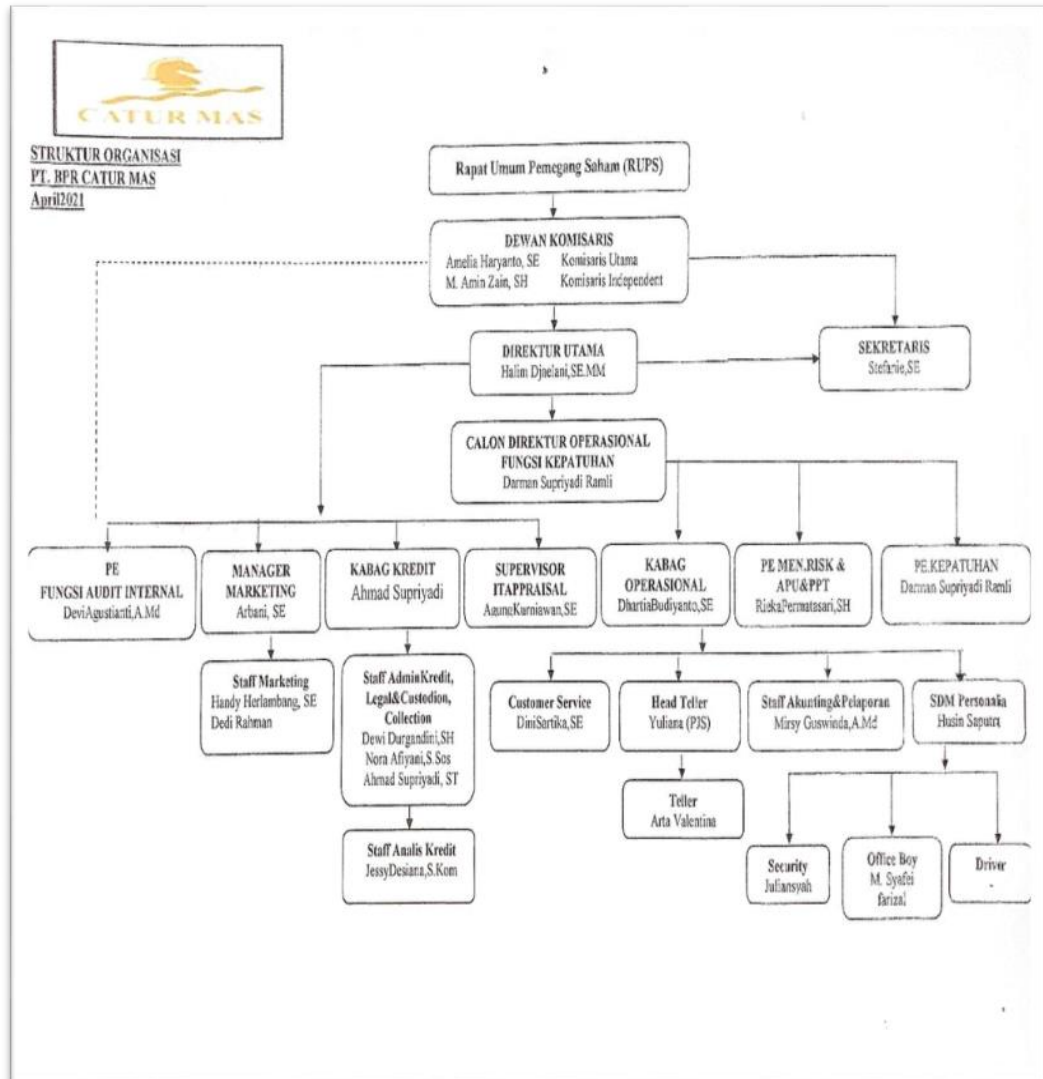 CATUR MAS
STRUKTUR ORGANISASI
PT. BPR CATUR MAS
April2021
Rapat Umum Pemegang Saham (RUPS)
DEWAN KOMISARIS
Amelia Haryanto, SE Komisaris Utama
M. Amin Zain, SH Komisaris Independent
DIREKTUR UTAMA
Halim Djaelani,SE.MM
SEKRETARIS
Stefanie,SE
CALON DIREKTUR OPERASIONAL
FUNGSI KEPATUHAN
Darman Supriyadi Ramli
PE
FUNGSI AUDIT INTERNAL
DeviAgustianti,A.Md
MANAGER
MARKETING
Arbani, SE
KABAG KREDIT
Ahmad Supriyadi
SUPERVISOR
ITAPPRAISAL
AgungKurniawan,SE
KABAG
OPERASIONAL
DhartiaBudiyanto,SE
PE MEN.RISK &
APU&PPT
RiskaPermatasari,SH
PE.KEPATUHAN
Darman Supriyadi Ramli
Staff Marketing
Handy Herlambang, SE
Dedi Rahman
Staff AdminKredit,
Legal&Custodion,
Collection
Dewi Durgandini,SH
Nora Afiyani,S.Sos
Ahmad Supriyadi, ST
Customer Service
DiniSartika,SE
Head Teller
Yuliana (PJS)
Staff Akunting&Pelaporan
Mirsy Guswinda,A.Md
SDM Personalia
Husin Saputra
Teller
Arta Valentina
Staff Analis Kredit
JessyDesiana,S.Kom
Security
Juliansyah
Office Boy
M. Syafei
farizal
Driver
-